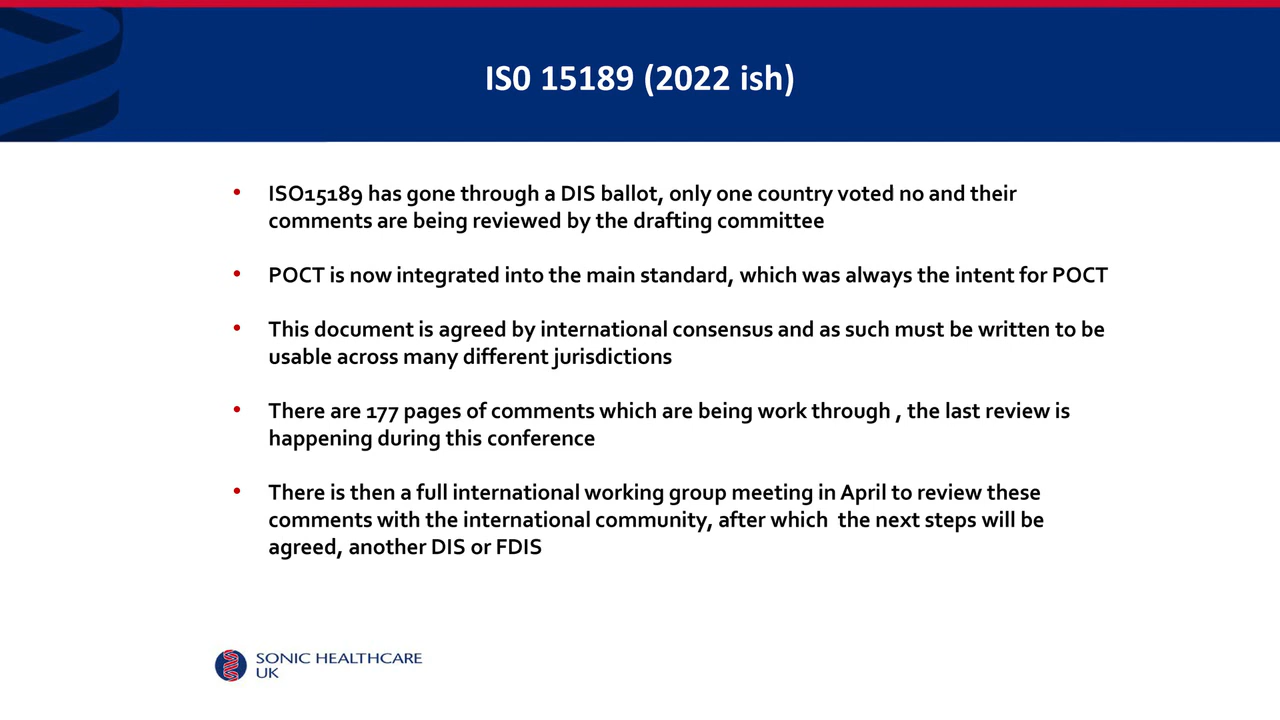 IS0 15189 (2022 ish)
• ISO15189 has gone through a DIS ballot, only one country voted no and their
comments are being reviewed by the drafting committee
• POCT is now integrated into the main standard, which was always the intent for POCT
• This document is agreed by international consensus and as such must be written to be
usable across many different jurisdictions
• There are 177 pages of comments which are being work through , the last review is
happening during this conference
• There is then a full international working group meeting in April to review these
comments with the international community, after which  the next steps will be
agreed, another DIS or FDIS
SONIC HEALTHCARE
UK